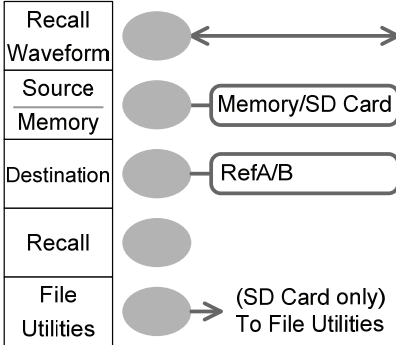 Recall
Waveform
Source
Memory
Memory/SD Card
Destination
RefA/B
Recall
File
Utilities
(SD Card only)
To File Utilities